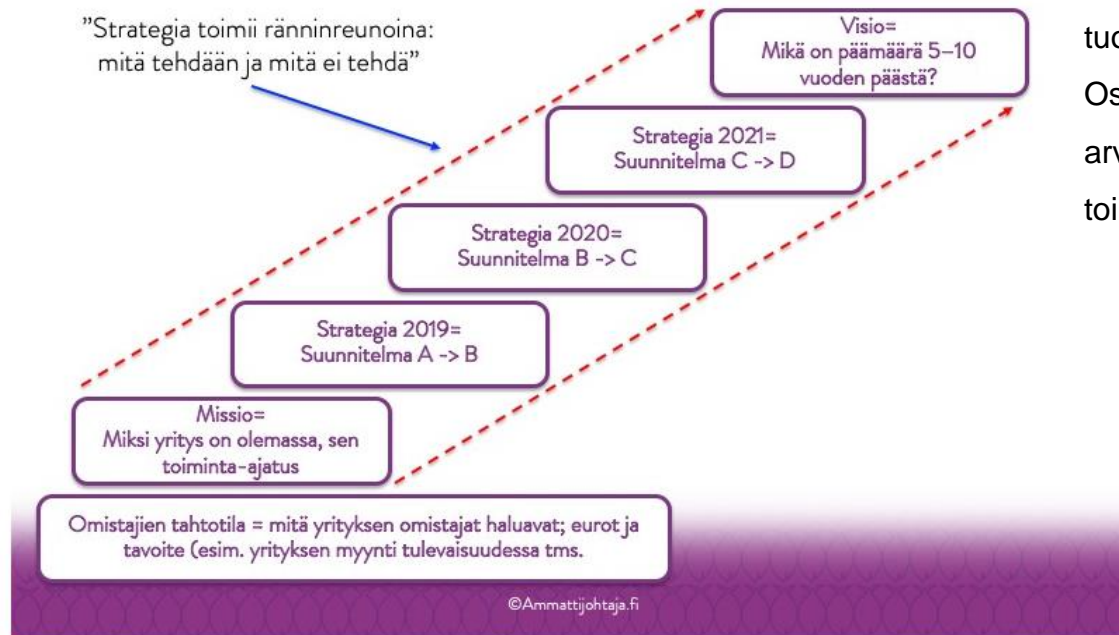 ”Strategia toimii ränninreunoina:
mitä tehdään ja mitä ei tehdä”
Visio=
Mikä on päämäärä 5–10
vuoden päästä?
Strategia 2021=
Suunnitelma C -> D
Strategia 2020=
Suunnitelma B -> C
Strategia 2019=
Suunnitelma A -> B
Missio=
Miksi yritys on olemassa, sen
toiminta-ajatus
Omistajien tahtotila = mitä yrityksen omistajat haluavat; eurot ja
tavoite (esim. yrityksen myynti tulevaisuudessa tms.
©Ammattijohtaja.fi